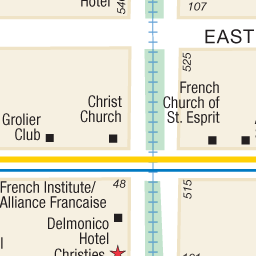 Hotel
540
107
EAST
525
French
Church of
St. Esprit
Christ
Church
Grolier
Club
French Institute/
Alliance Francaise
48
515
Delmonico
Hotel
Christies